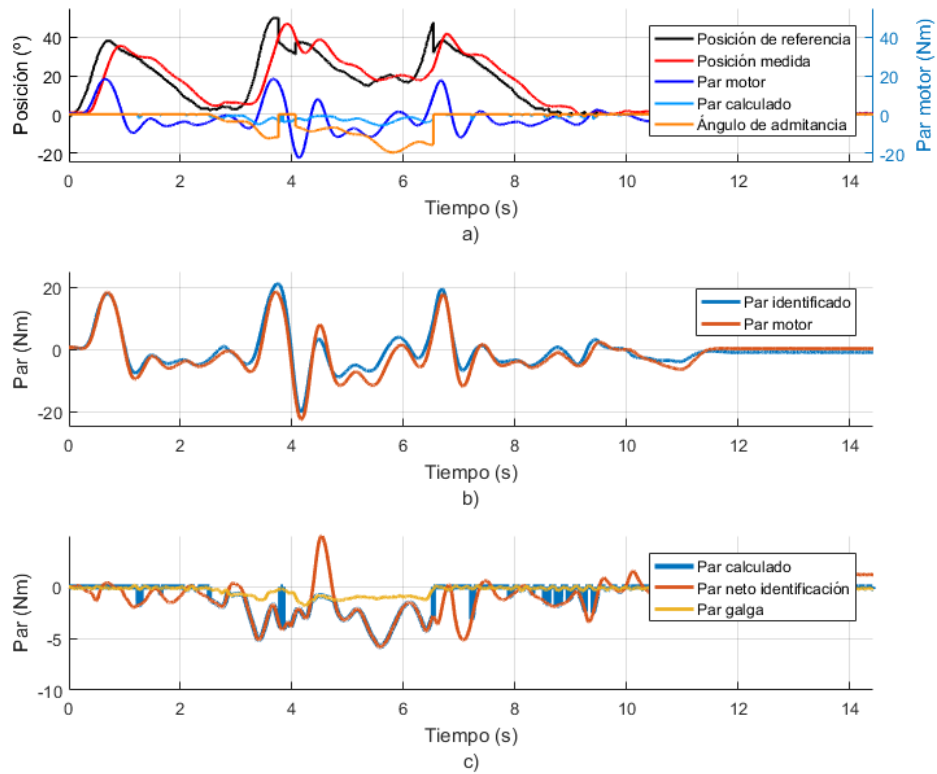 40
20
0
-20
Posición (º)
40
20
0
-20
Par motor (Nm)
Posición de referencia
Posición medida
Par motor
Par calculado
Ángulo de admitancia
0 2 4 6 8 10 12 14
Tiempo (s)
a)
20
0
-20
Par (Nm)
Par identificado
Par motor
0 2 4 6 8 10 12 14
Tiempo (s)
b)
0
-5
-10
Par (Nm)
Par calculado
Par neto identificación
Par galga
0 2 4 6 8 10 12 14
Tiempo (s)
c)